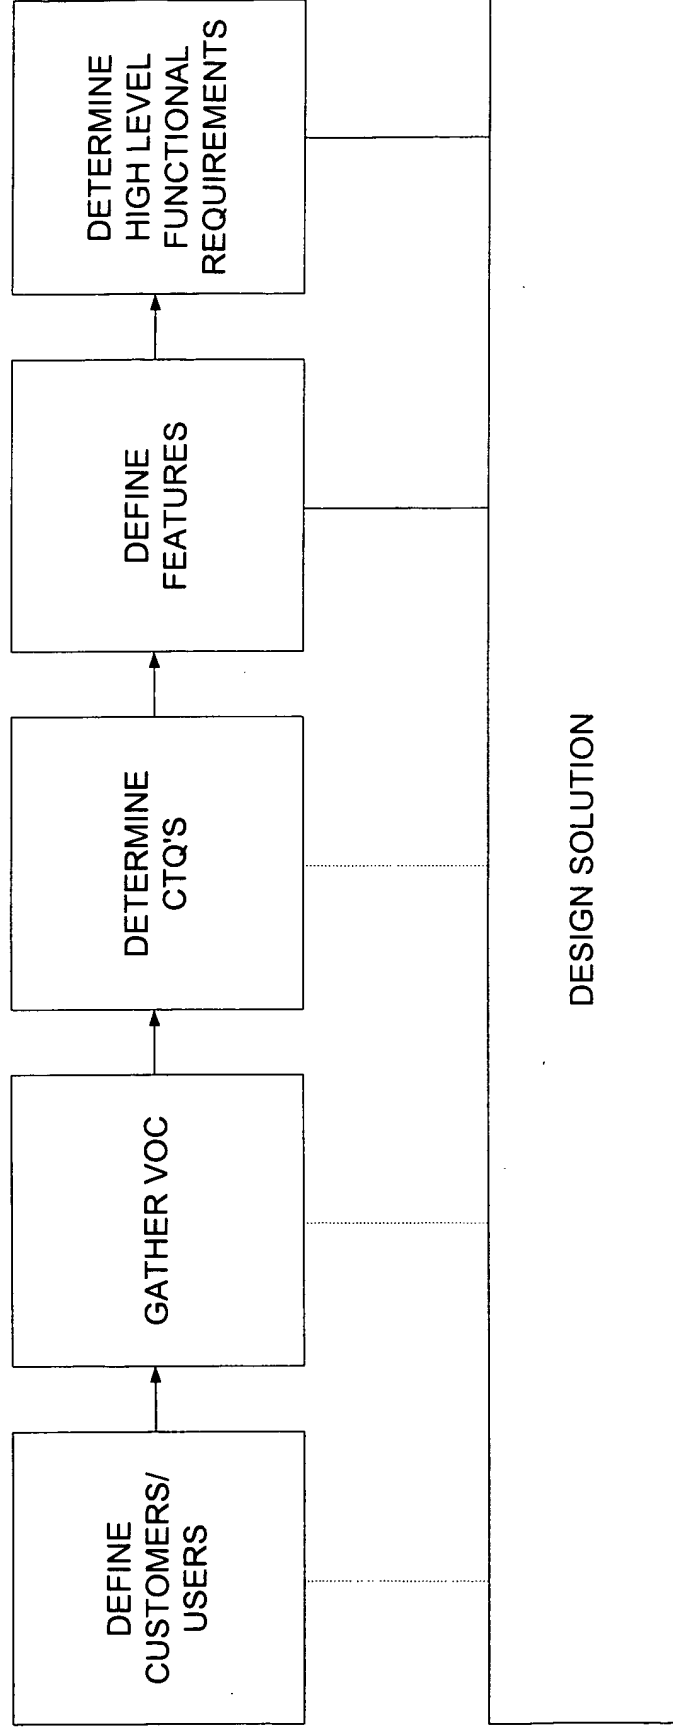 DEFINE
CUSTOMERS/
USERS
GATHER VOC
DETERMINE
CTQ'S
DEFINE
FEATURES
DETERMINE
HIGH LEVEL
FUNCTIONAL
REQUIREMENTS
DESIGN SOLUTION